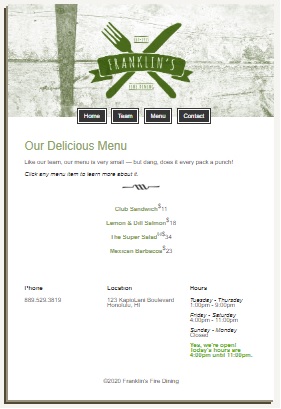 FRANKLIN'S
FINE DINING
Home Team Menu Contact
Our Delicious Menu
Like our team, our menu is very small — but dang, does it every pack a punch!
Click any menu item to learn more about it.
Club Sandwich $11
Lemon & Dill Salmon $18
The Super Salad $34
Mexican Barbacoa $23
Phone
889.529.3819
Location
123 Kapiolani Boulevard
Honolulu, HI
Hours
Tuesday - Thursday
1:00pm - 9:00pm
Friday - Saturday
4:00pm - 11:00pm
Sunday - Monday
Closed
Yes, we're open!
Today's hours are
4:00pm until 11:00pm.
©2020 Franklin's Fine Dining